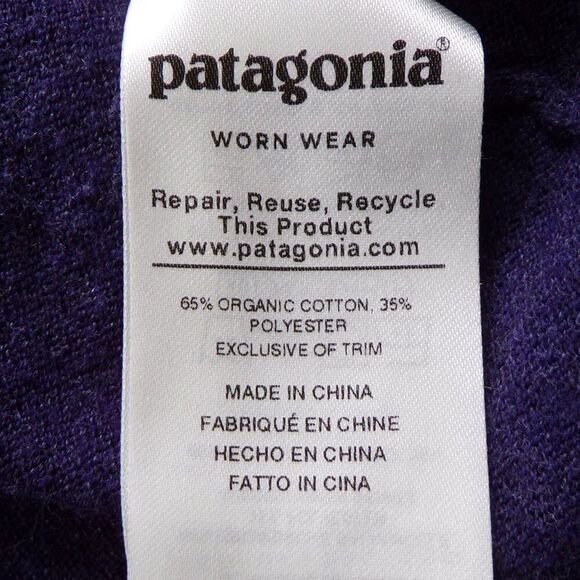 patagonia®
WORN WEAR
Repair, Reuse, Recycle
This Product
www.patagonia.com
65% ORGANIC COTTON, 35%
POLYESTER
EXCLUSIVE OF TRIM
MADE IN CHINA
FABRIQUÉ EN CHINE
HECHO EN CHINA
FATTO IN CINA